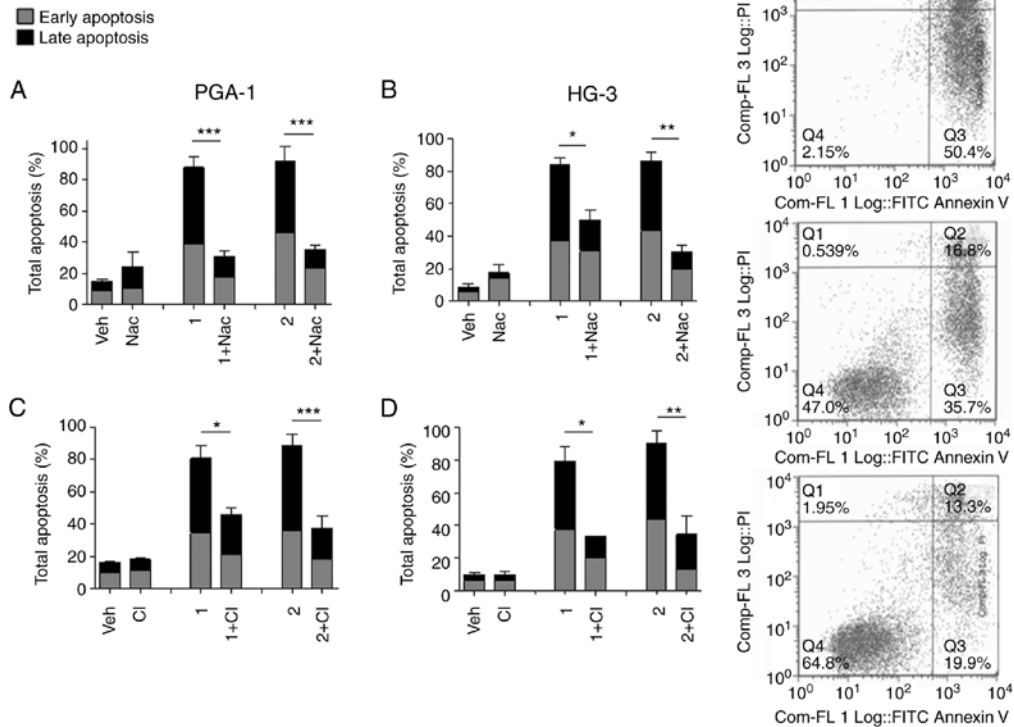 Early apoptosis
Late apoptosis
A
PGA-1
Total apoptosis (%)
100
80
60
40
20
0
***
***
Veh
Nac
1
1+Nac
2
2+Nac
B
HG-3
Total apoptosis (%)
100
80
60
40
20
0
*
**
Veh
Nac
1
1+Nac
2
2+Nac
C
Total apoptosis (%)
100
80
60
40
20
0
*
***
Veh
Cl
1
1+Cl
2
2+Cl
D
Total apoptosis (%)
100
80
60
40
20
0
*
**
Veh
Cl
1
1+Cl
2
2+Cl
Comp-FL 3 Log::PI
10³
10²
10¹
10⁰
Q4
2.15%
Q3
50.4%
10⁰ 10¹ 10² 10³ 10⁴
Com-FL 1 Log::FITC Annexin V
Comp-FL 3 Log::PI
10⁴
10³
10²
10¹
10⁰
Q1
0.539%
Q2
16.8%
Q4
47.0%
Q3
35.7%
10⁰ 10¹ 10² 10³ 10⁴
Com-FL 1 Log::FITC Annexin V
Comp-FL 3 Log::PI
10⁴
10³
10²
10¹
10⁰
Q1
1.95%
Q2
13.3%
Q4
64.8%
Q3
19.9%
10⁰ 10¹ 10² 10³ 10⁴
Com-FL 1 Log::FITC Annexin V